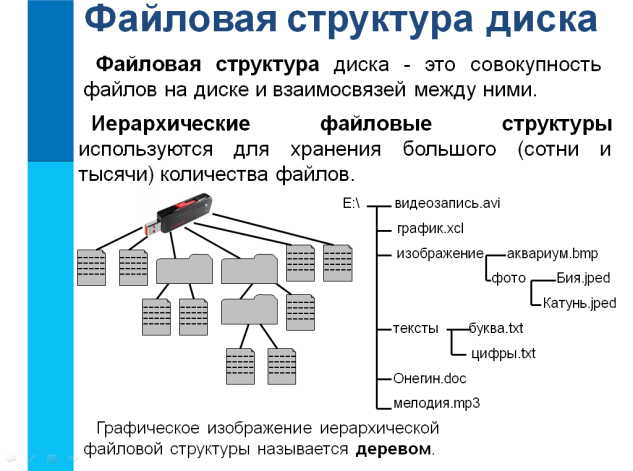 Файловая структура диска
Файловая структура диска - это совокупность
файлов на диске и взаимосвязей между ними.
Иерархические файловые структуры
используются для хранения большого (сотни и
тысячи) количества файлов.
E:\ видеозапись.avi
график.xcl
изображение аквариум.bmp
фото Бия.jped
Катунь.jped
тексты буква.txt
цифры.txt
Онегин.doc
мелодия.mp3
Графическое изображение иерархической
файловой структуры называется деревом.